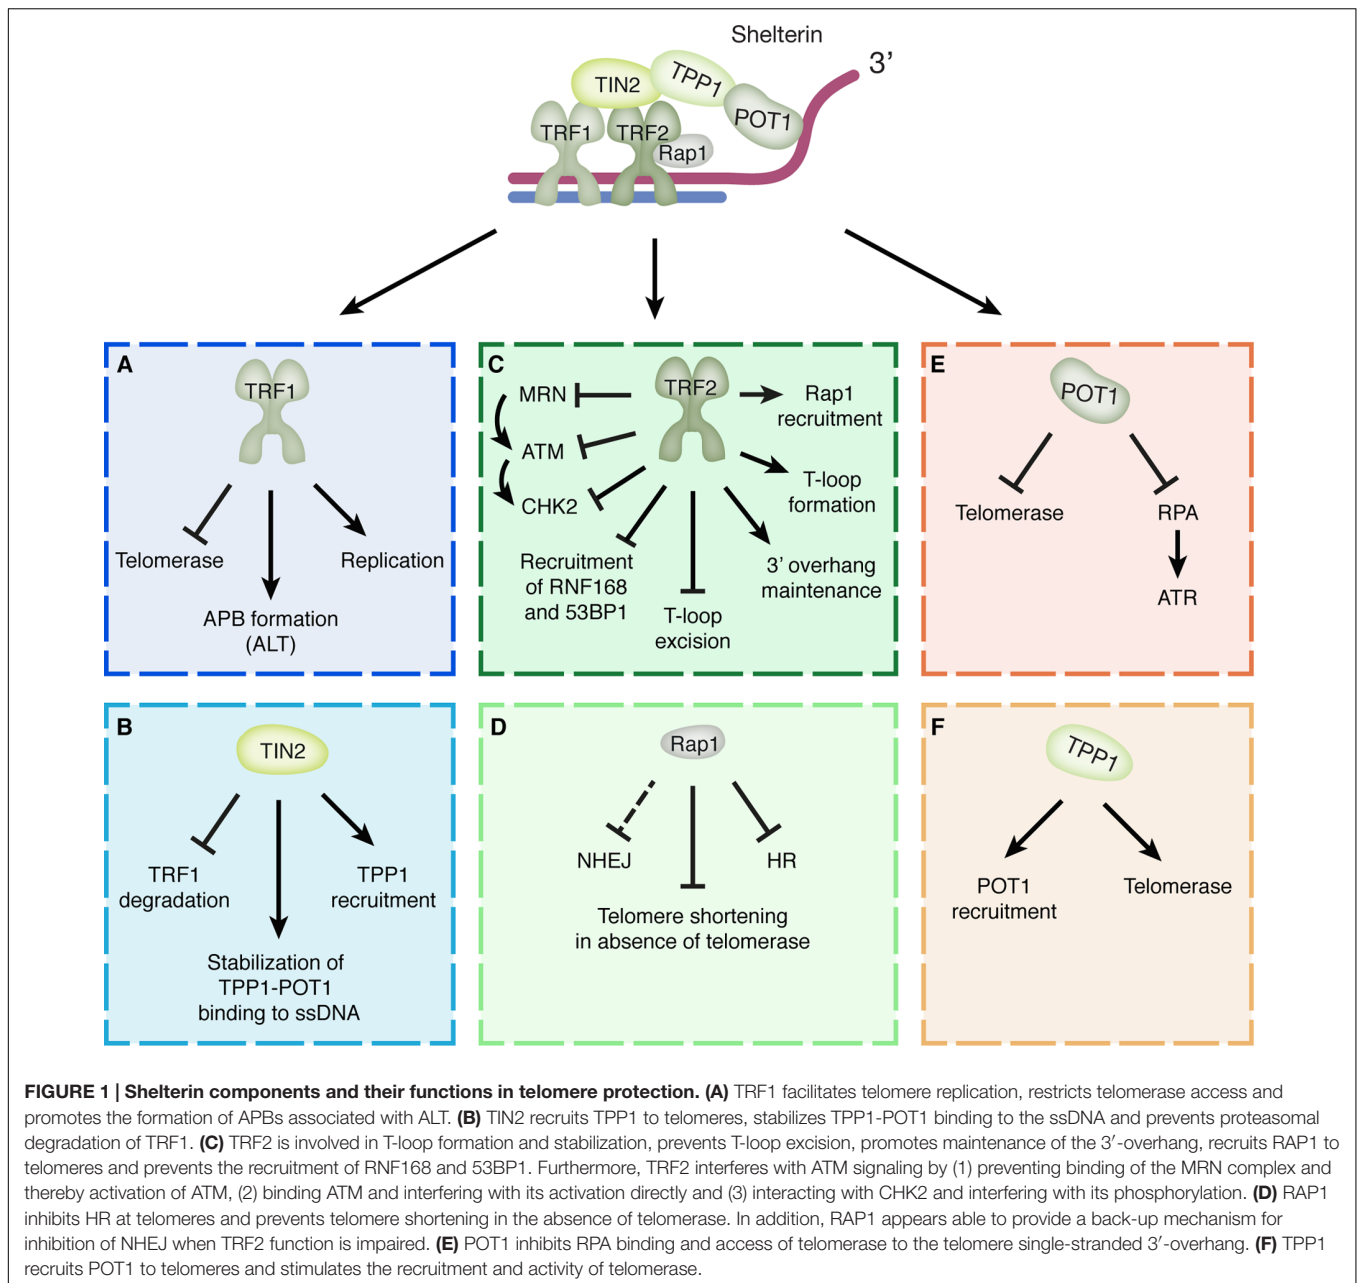 Shelterin
3’
TIN2
TPP1
POT1
TRF1
TRF2
Rap1
A
TRF1
Telomerase
Replication
APB formation
(ALT)
C
TRF2
MRN
ATM
CHK2
Rap1
recruitment
T-loop
formation
3’ overhang
maintenance
Recruitment
of RNF168
and 53BP1
T-loop
excision
E
POT1
Telomerase
RPA
ATR
B
TIN2
TRF1
degradation
TPP1
recruitment
Stabilization of
TPP1-POT1
binding to ssDNA
D
Rap1
NHEJ
HR
Telomere shortening
in absence of telomerase
F
TPP1
POT1
recruitment
Telomerase
FIGURE 1 | Shelterin components and their functions in telomere protection. (A) TRF1 facilitates telomere replication, restricts telomerase access and
promotes the formation of APBs associated with ALT. (B) TIN2 recruits TPP1 to telomeres, stabilizes TPP1-POT1 binding to the ssDNA and prevents proteasomal
degradation of TRF1. (C) TRF2 is involved in T-loop formation and stabilization, prevents T-loop excision, promotes maintenance of the 3′-overhang, recruits RAP1 to
telomeres and prevents the recruitment of RNF168 and 53BP1. Furthermore, TRF2 interferes with ATM signaling by (1) preventing binding of the MRN complex and
thereby activation of ATM, (2) binding ATM and interfering with its activation directly and (3) interacting with CHK2 and interfering with its phosphorylation. (D) RAP1
inhibits HR at telomeres and prevents telomere shortening in the absence of telomerase. In addition, RAP1 appears able to provide a back-up mechanism for
inhibition of NHEJ when TRF2 function is impaired. (E) POT1 inhibits RPA binding and access of telomerase to the telomere single-stranded 3′-overhang. (F) TPP1
recruits POT1 to telomeres and stimulates the recruitment and activity of telomerase.